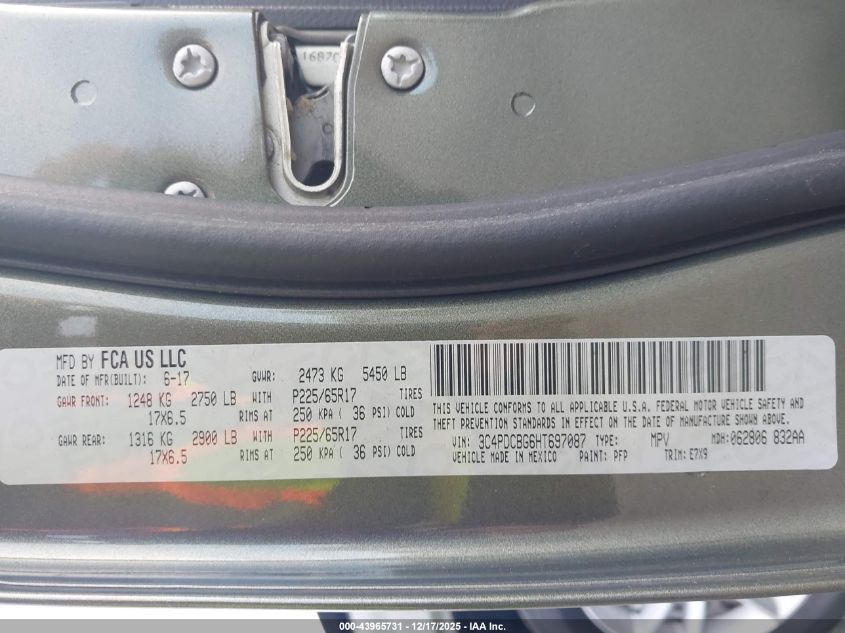 1687
MFD BY FCA US LLC
DATE OF MFR(BUILT): 6-17 GVWR: 2473 KG 5450 LB
GAWR FRONT: 1248 KG 2750 LB WITH P225/65R17 TIRES
17X6.5 RIMS AT 250 KPA ( 36 PSI) COLD
GAWR REAR: 1316 KG 2900 LB WITH P225/65R17 TIRES
17X6.5 RIMS AT 250 KPA ( 36 PSI) COLD
THIS VEHICLE CONFORMS TO ALL APPLICABLE U.S.A. FEDERAL MOTOR VEHICLE SAFETY AND
THEFT PREVENTION STANDARDS IN EFFECT ON THE DATE OF MANUFACTURE SHOWN ABOVE.
VIN: 3C4PDCBG6HT697087 TYPE: MPV MDH: 062806 832AA
VEHICLE MADE IN MEXICO PAINT: PFP TRIM: E7X9
000-43965731 - 12/17/2025 - IAA Inc.